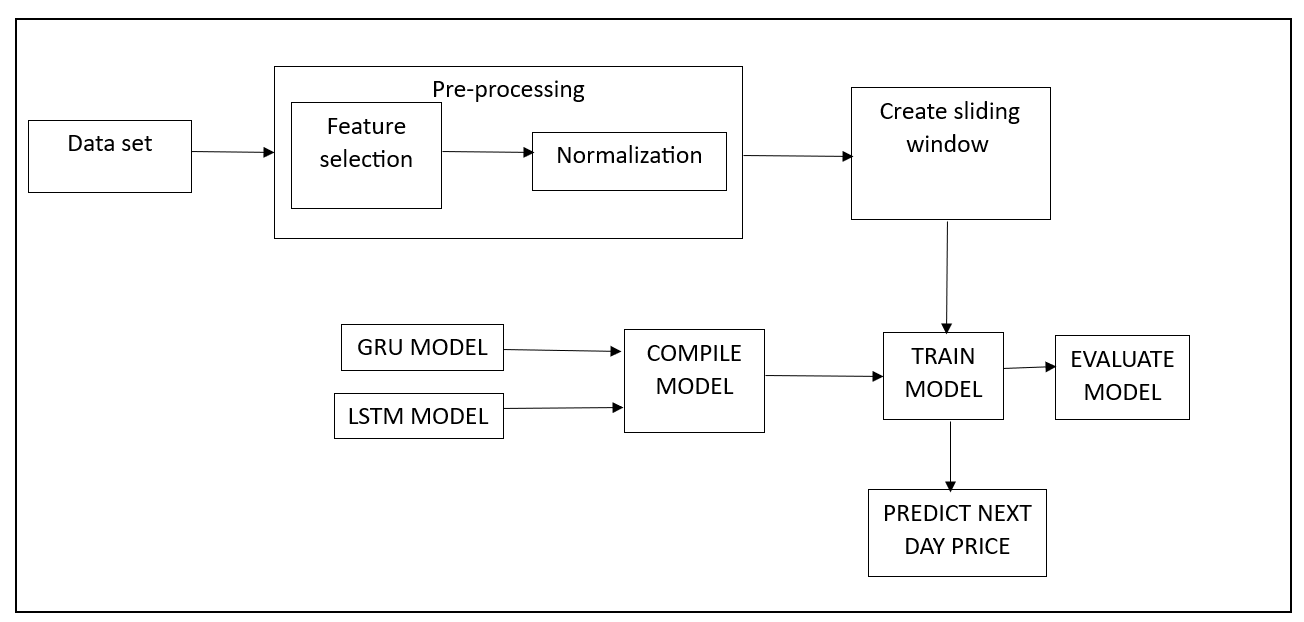 Pre-processing
Data set
Feature
selection
Normalization
Create sliding
window
GRU MODEL
LSTM MODEL
COMPILE
MODEL
TRAIN
MODEL
EVALUATE
MODEL
PREDICT NEXT
DAY PRICE